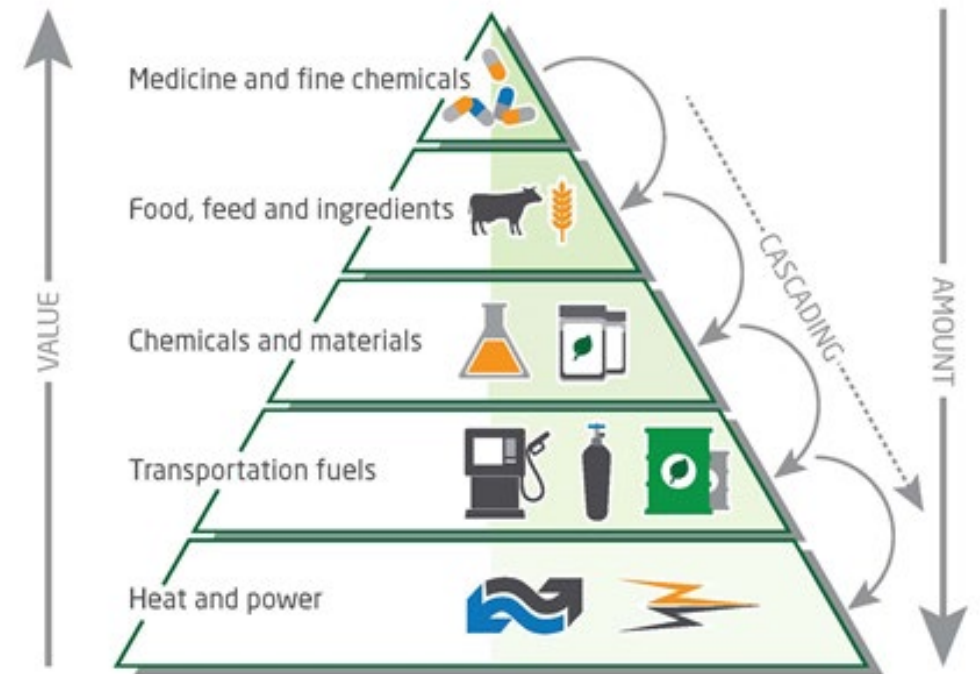 Medicine and fine chemicals
Food, feed and ingredients
Chemicals and materials
Transportation fuels
Heat and power
VALUE
CASCADING
AMOUNT